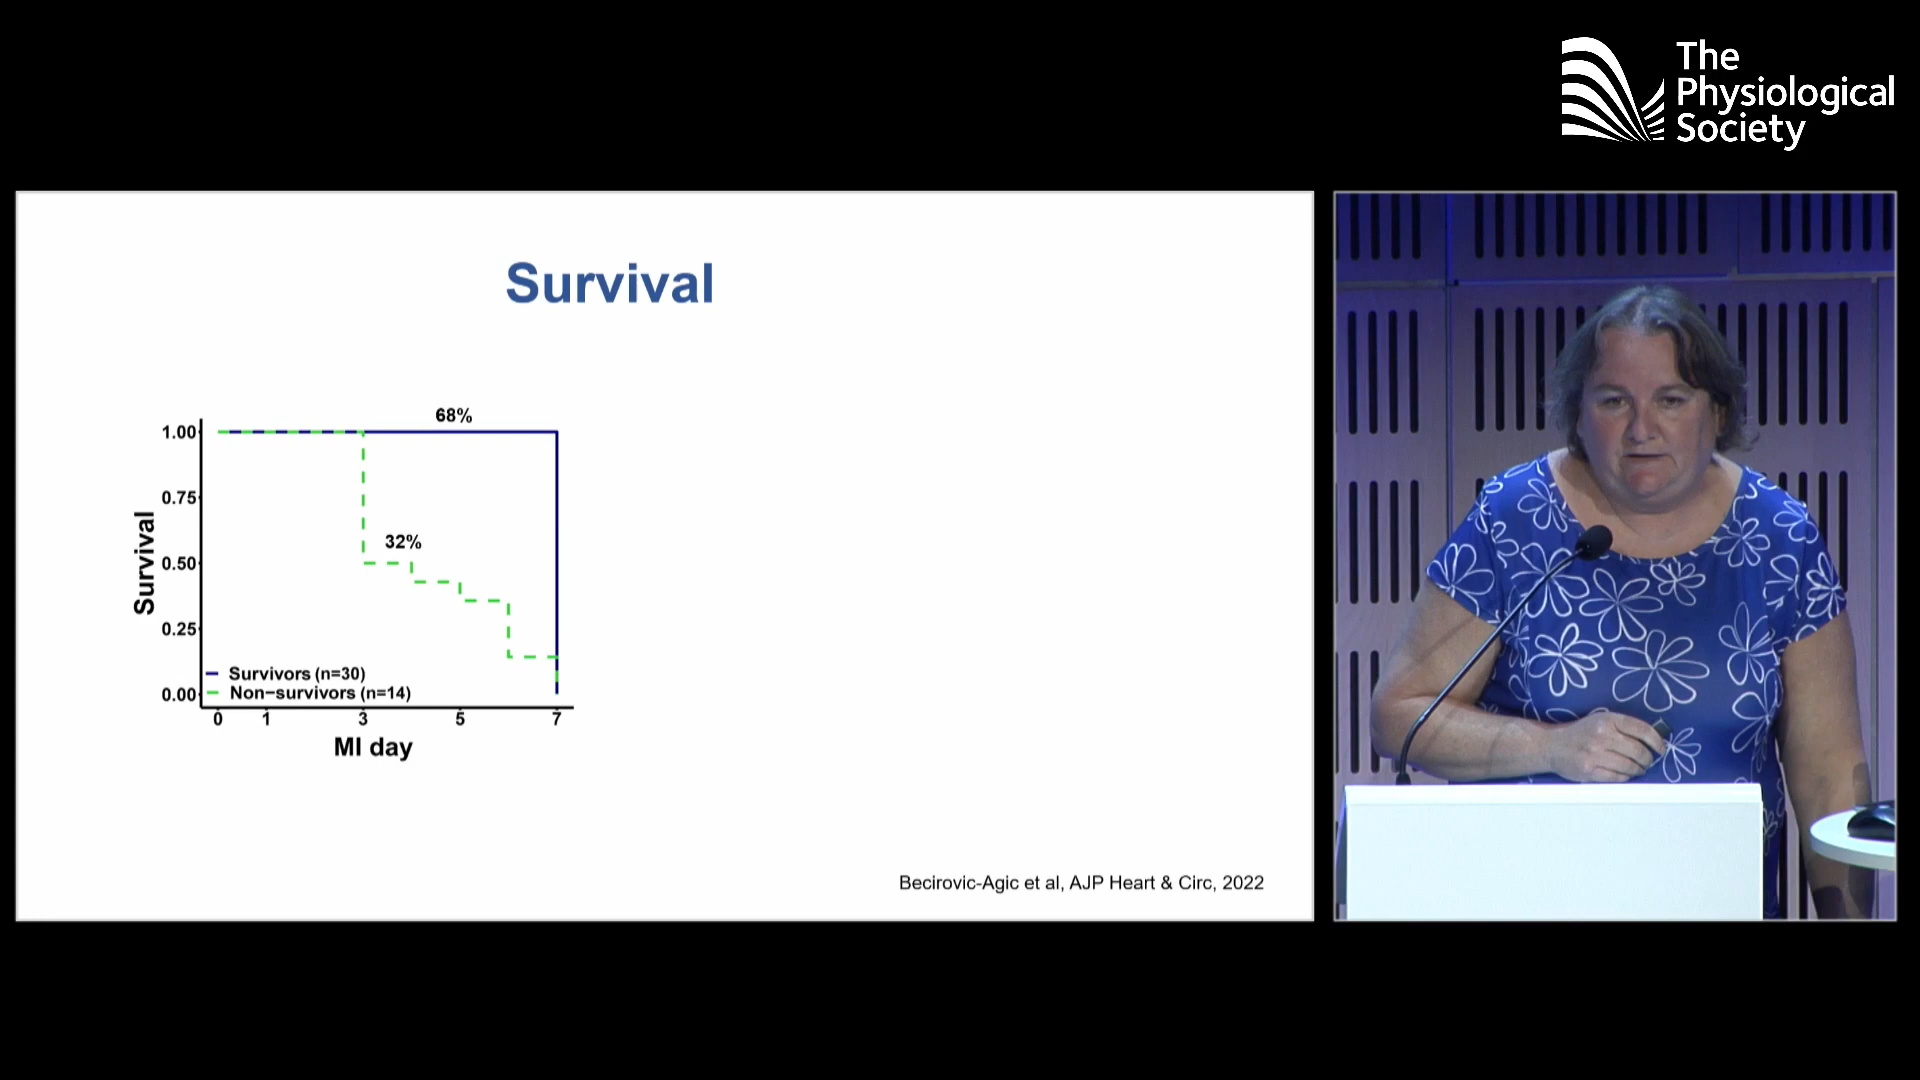 The
Physiological
Society
Survival
68%
1.00
0.75
32%
0.50
Survival
0.25
Survivors (n=30)
Non−survivors (n=14)
0.00
0 1 3 5 7
MI day
Becirovic-Agic et al, AJP Heart & Circ, 2022